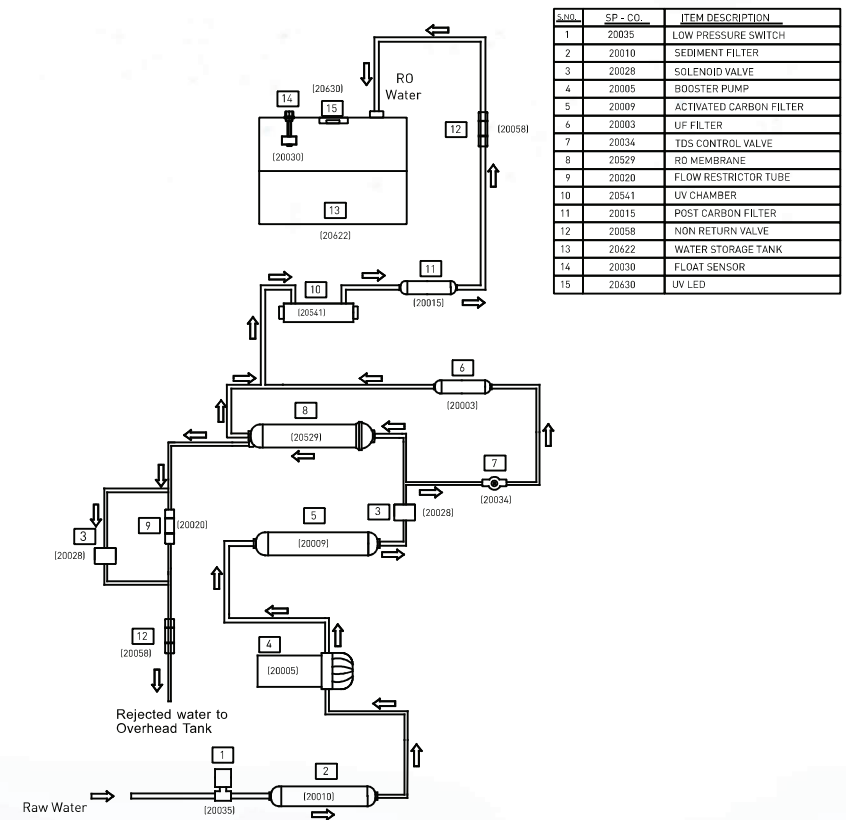 S.NO. SP - CO. ITEM DESCRIPTION
1 20035 LOW PRESSURE SWITCH
2 20010 SEDIMENT FILTER
3 20028 SOLENOID VALVE
4 20005 BOOSTER PUMP
5 20009 ACTIVATED CARBON FILTER
6 20003 UF FILTER
7 20034 TDS CONTROL VALVE
8 20529 RO MEMBRANE
9 20020 FLOW RESTRICTOR TUBE
10 20541 UV CHAMBER
11 20015 POST CARBON FILTER
12 20058 NON RETURN VALVE
13 20622 WATER STORAGE TANK
14 20030 FLOAT SENSOR
15 20630 UV LED
RO
Water
(20630)
14
15
12
(20058)
(20030)
13
(20622)
11
10
(20015)
(20541)
6
(20003)
8
(20529)
7
(20034)
3
(20028)
5
(20009)
9
(20020)
3
(20028)
12
(20058)
4
(20005)
Rejected water to
Overhead Tank
1
2
(20010)
(20035)
Raw Water